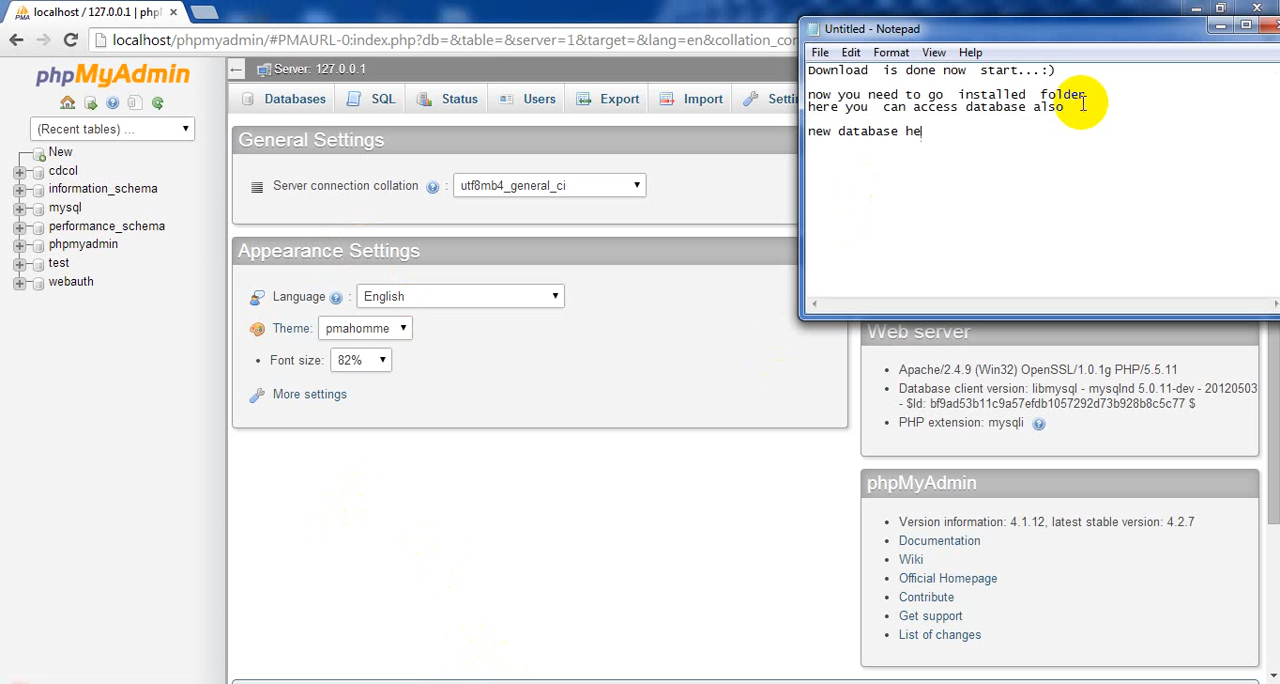 localhost / 127.0.0.1 | phpl
localhost/phpmyadmin/#PMAURL-0:index.php?db=&table=&server=1&target=&lang=en&collation_con
phpMyAdmin
(Recent tables) ...
New
cdcol
information_schema
mysql
performance_schema
phpmyadmin
test
webauth
Server: 127.0.0.1
Databases
SQL
Status
Users
Export
Import
General Settings
Server connection collation :
utf8mb4_general_ci
Appearance Settings
Language :
English
Theme:
pmahomme
Font size:
82%
More settings
Untitled - Notepad
File Edit Format View Help
Download is done now start...:)
now you need to go installed folder
here you can access database also
new database he
Web server
Apache/2.4.9 (Win32) OpenSSL/1.0.1g PHP/5.5.11
Database client version: libmysql - mysqlnd 5.0.11-dev - 20120503
- $Id: bf9ad53b11c9a57efdb1057292d73b928b8c5c77 $
PHP extension: mysqli
phpMyAdmin
Version information: 4.1.12, latest stable version: 4.2.7
Documentation
Wiki
Official Homepage
Contribute
Get support
List of changes